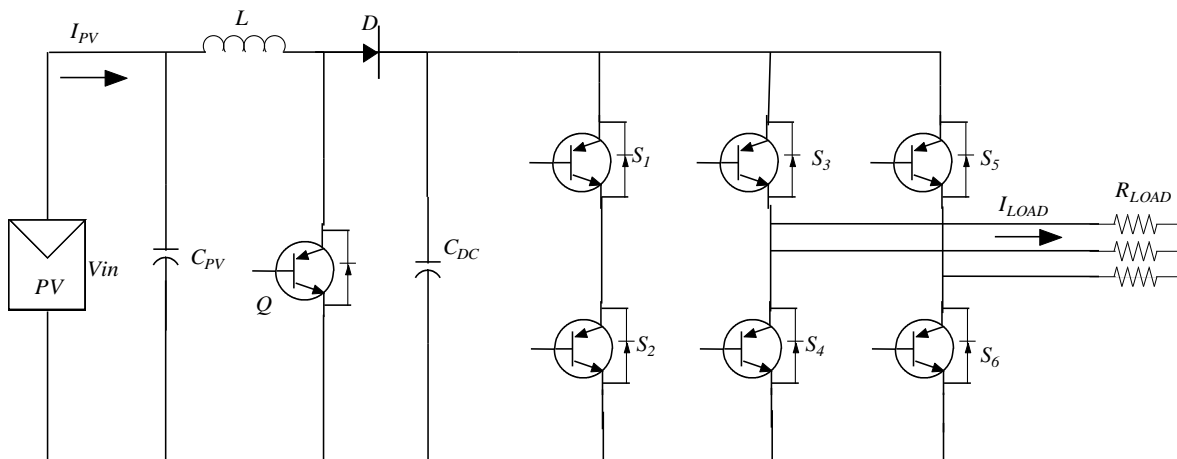 I_PV
L
D
S_1
S_3
S_5
R_LOAD
I_LOAD
C_PV
C_DC
Vin
PV
Q
S_2
S_4
S_6